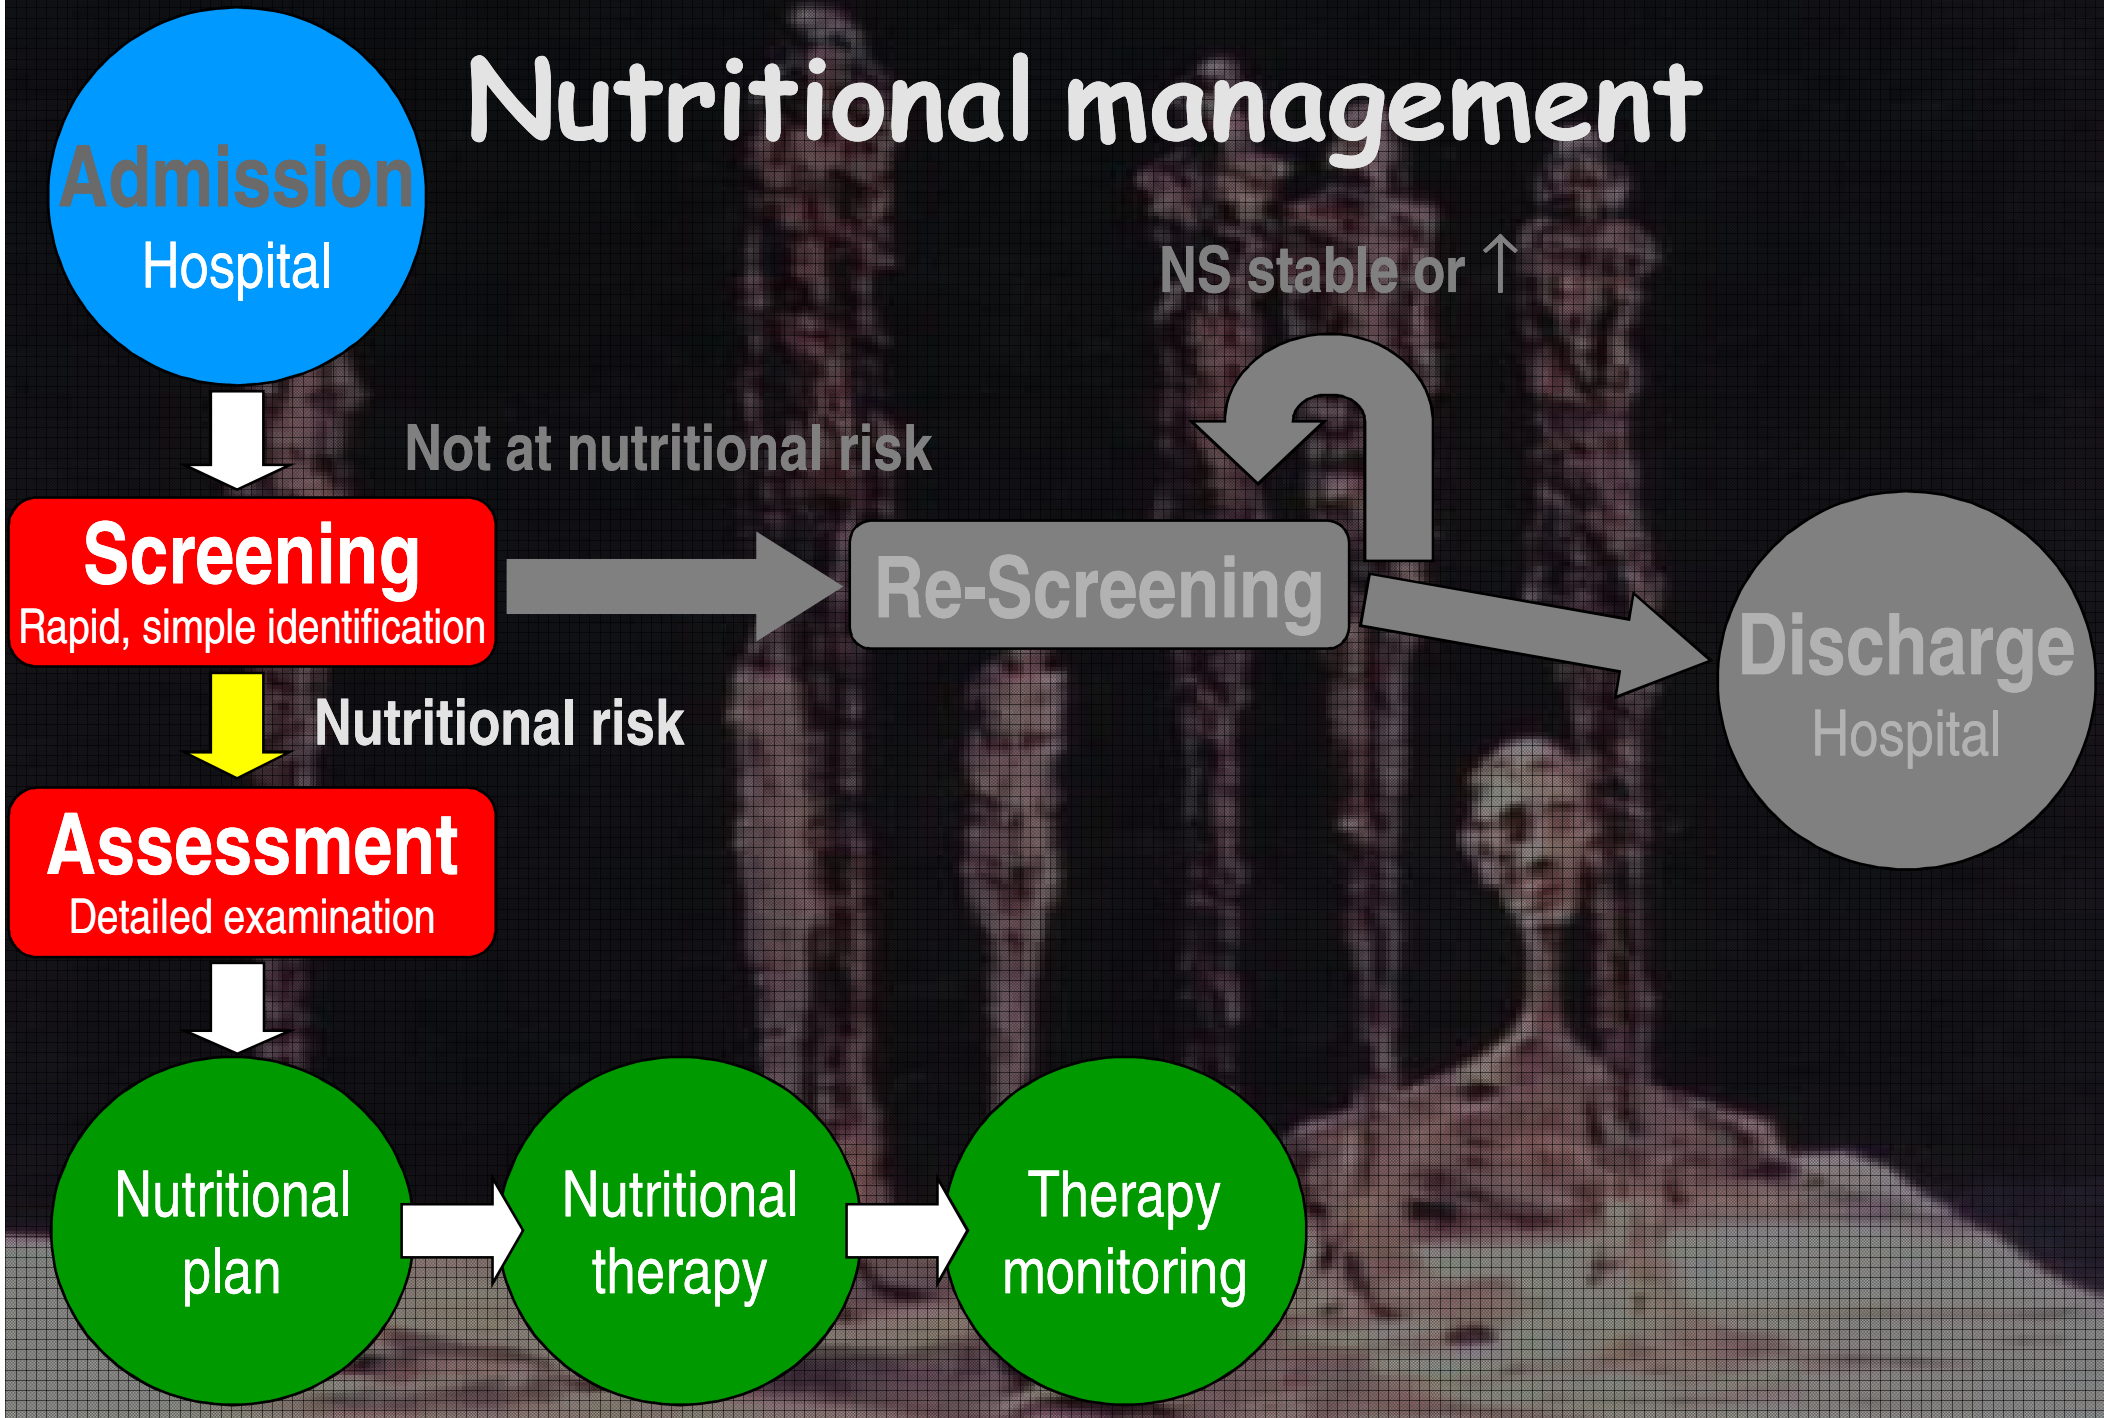 Nutritional management
Admission
Hospital
NS stable or ↑
Not at nutritional risk
Screening
Rapid, simple identification
Re-Screening
Discharge
Hospital
Nutritional risk
Assessment
Detailed examination
Nutritional
plan
Nutritional
therapy
Therapy
monitoring